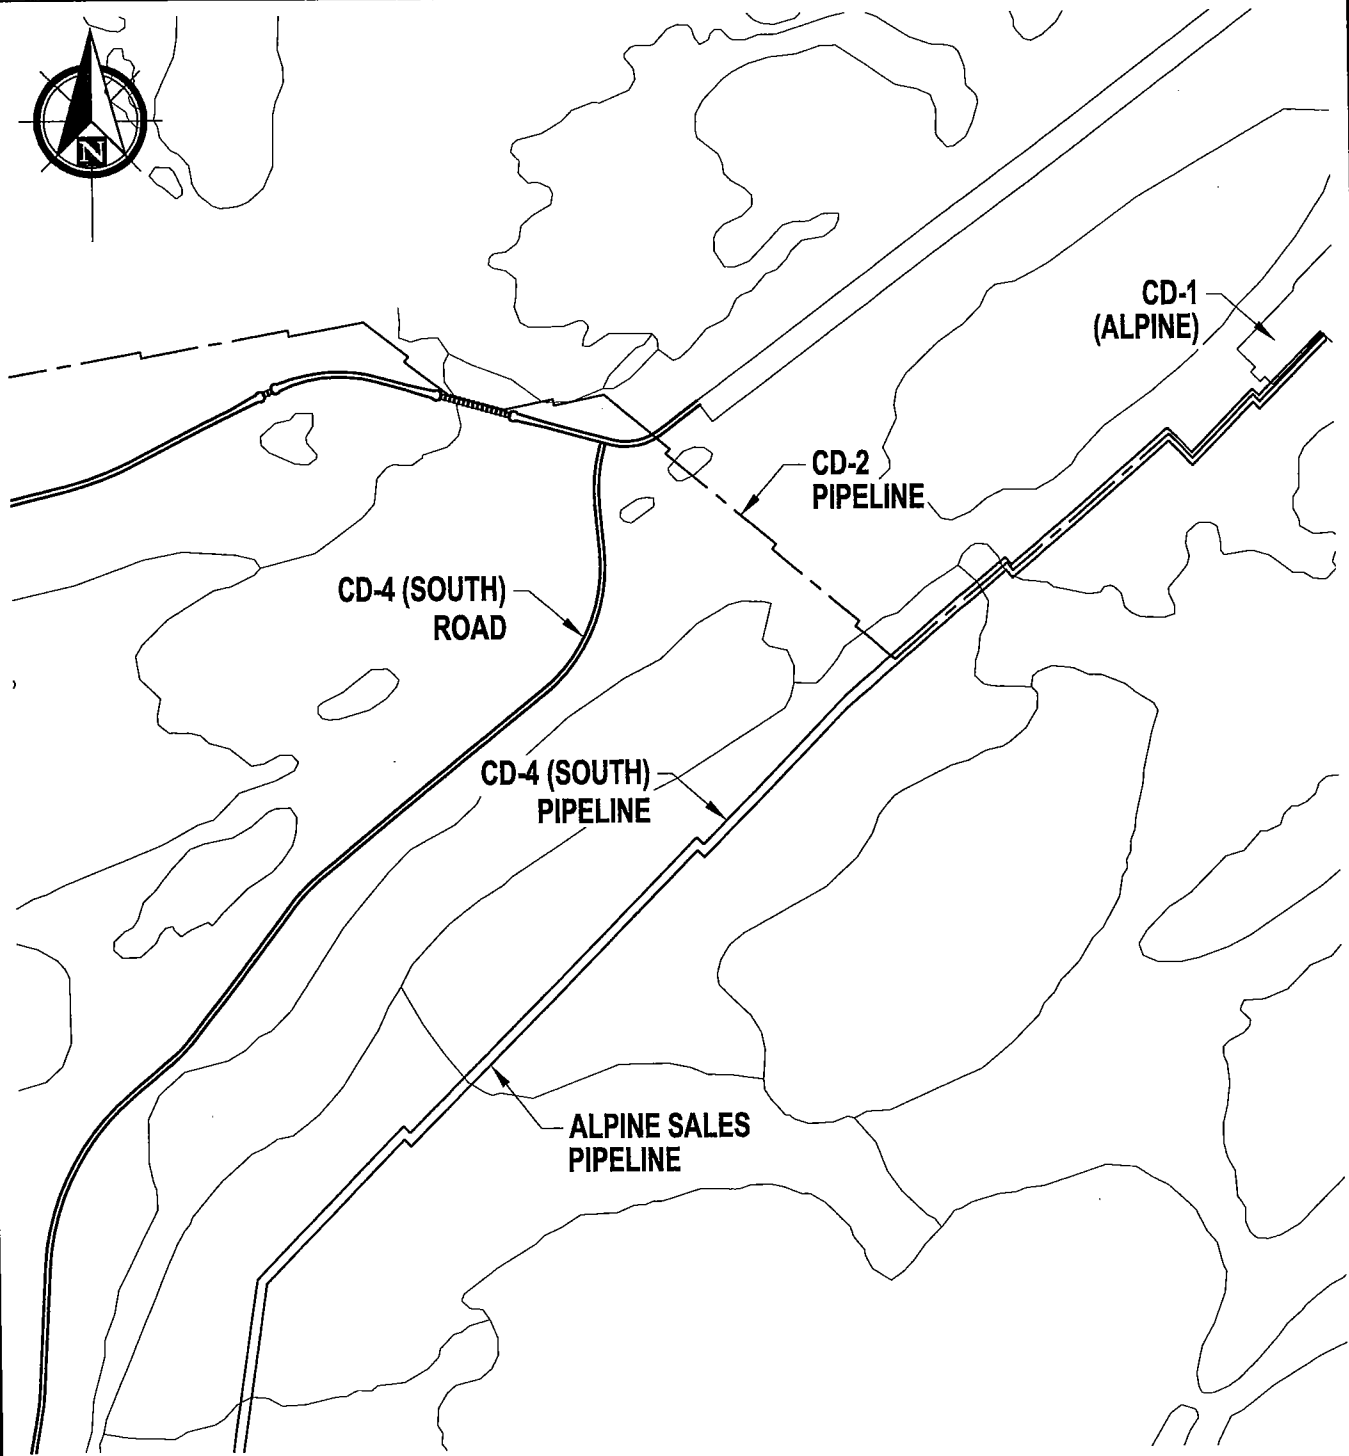 N
CD-1
(ALPINE)
CD-2
PIPELINE
CD-4 (SOUTH)
ROAD
CD-4 (SOUTH)
PIPELINE
ALPINE SALES
PIPELINE